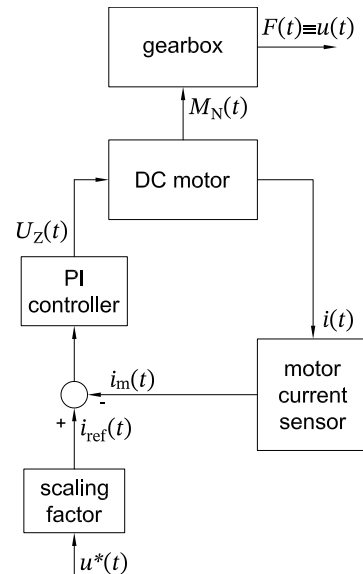 F(t)≡u(t)
gearbox
M_N(t)
DC motor
U_Z(t)
PI
controller
i(t)
motor
current
sensor
i_m(t)
-
+
i_ref(t)
scaling
factor
u*(t)